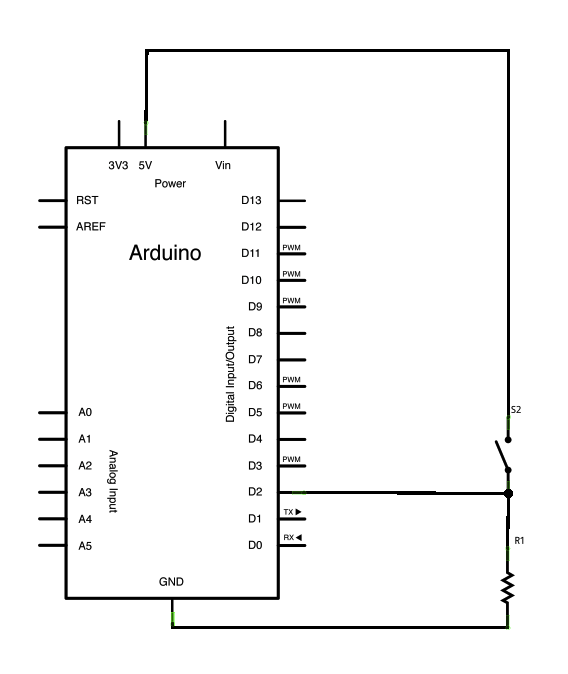 3V3 5V Vin
Power
RST D13
AREF D12
Arduino
D11 PWM
D10 PWM
D9 PWM
D8
D7
D6 PWM
Digital Input/Output
S2
A0 D5 PWM
A1 D4
A2 D3 PWM
Analog Input
A3 D2
A4 D1 TX ▶
R1
A5 D0 RX ◀
GND